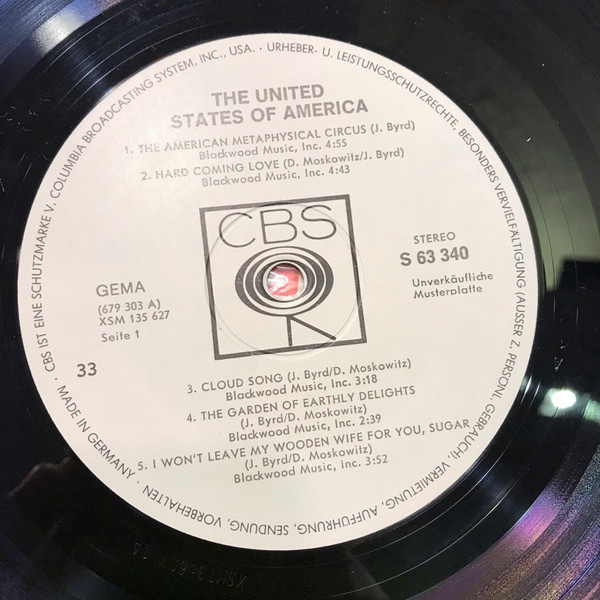 CBS IST EINE SCHUTZMARKE V. COLUMBIA BROADCASTING SYSTEM, INC., USA. · URHEBER- U. LEISTUNGSSCHUTZRECHTE, BESONDERS VERVIELFÄLTIGUNG (AUSSER Z. PERSONL. GEBRAUCH), VERMIETUNG, AUFFÜHRUNG, SENDUNG, VORBEHALTEN · MADE IN GERMANY ·
THE UNITED
STATES OF AMERICA
1. THE AMERICAN METAPHYSICAL CIRCUS (J. Byrd)
Blackwood Music, Inc. 4:55
2. HARD COMING LOVE (D. Moskowitz/J. Byrd)
Blackwood Music, Inc. 4:43
CBS
STEREO
S 63 340
Unverkäufliche
Musterplatte
GEMA
(679 303 A)
XSM 135 627
Seite 1
33
3. CLOUD SONG (J. Byrd/D. Moskowitz)
Blackwood Music, Inc. 3:18
4. THE GARDEN OF EARTHLY DELIGHTS
(J. Byrd/D. Moskowitz)
Blackwood Music, Inc. 2:39
5. I WON'T LEAVE MY WOODEN WIFE FOR YOU, SUGAR
(J. Byrd/D. Moskowitz)
Blackwood Music, Inc. 3:52